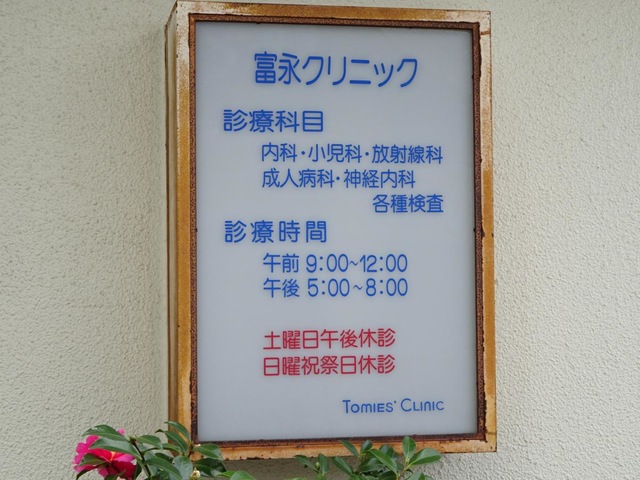 富永クリニック
診療科目
内科・小児科・放射線科
成人病科・神経内科
各種検査
診療時間
午前 9:00~12:00
午後 5:00~8:00
土曜日午後休診
日曜祝祭日休診
TOMIES' CLINIC